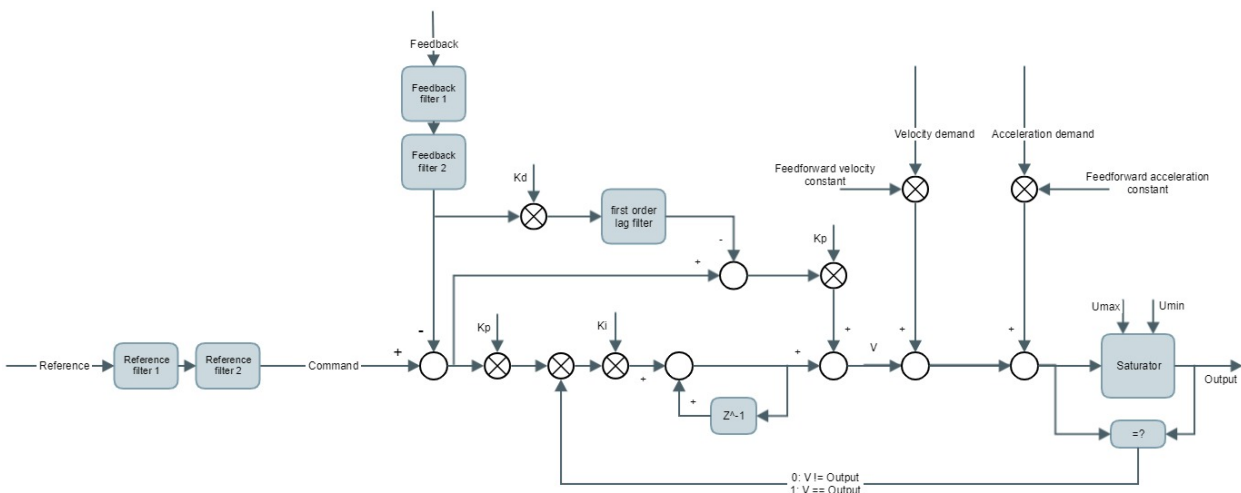 Feedback
Feedback
filter 1
Feedback
filter 2
Velocity demand
Acceleration demand
Feedforward velocity
constant
Feedforward acceleration
constant
Kd
first order
lag filter
-
+
Kp
+
+
+
Umax
Umin
-
+
Reference
Reference
filter 1
Reference
filter 2
Command
Kp
Ki
+
+
Z^-1
+
V
Saturator
Output
=?
0: V != Output
1: V == Output